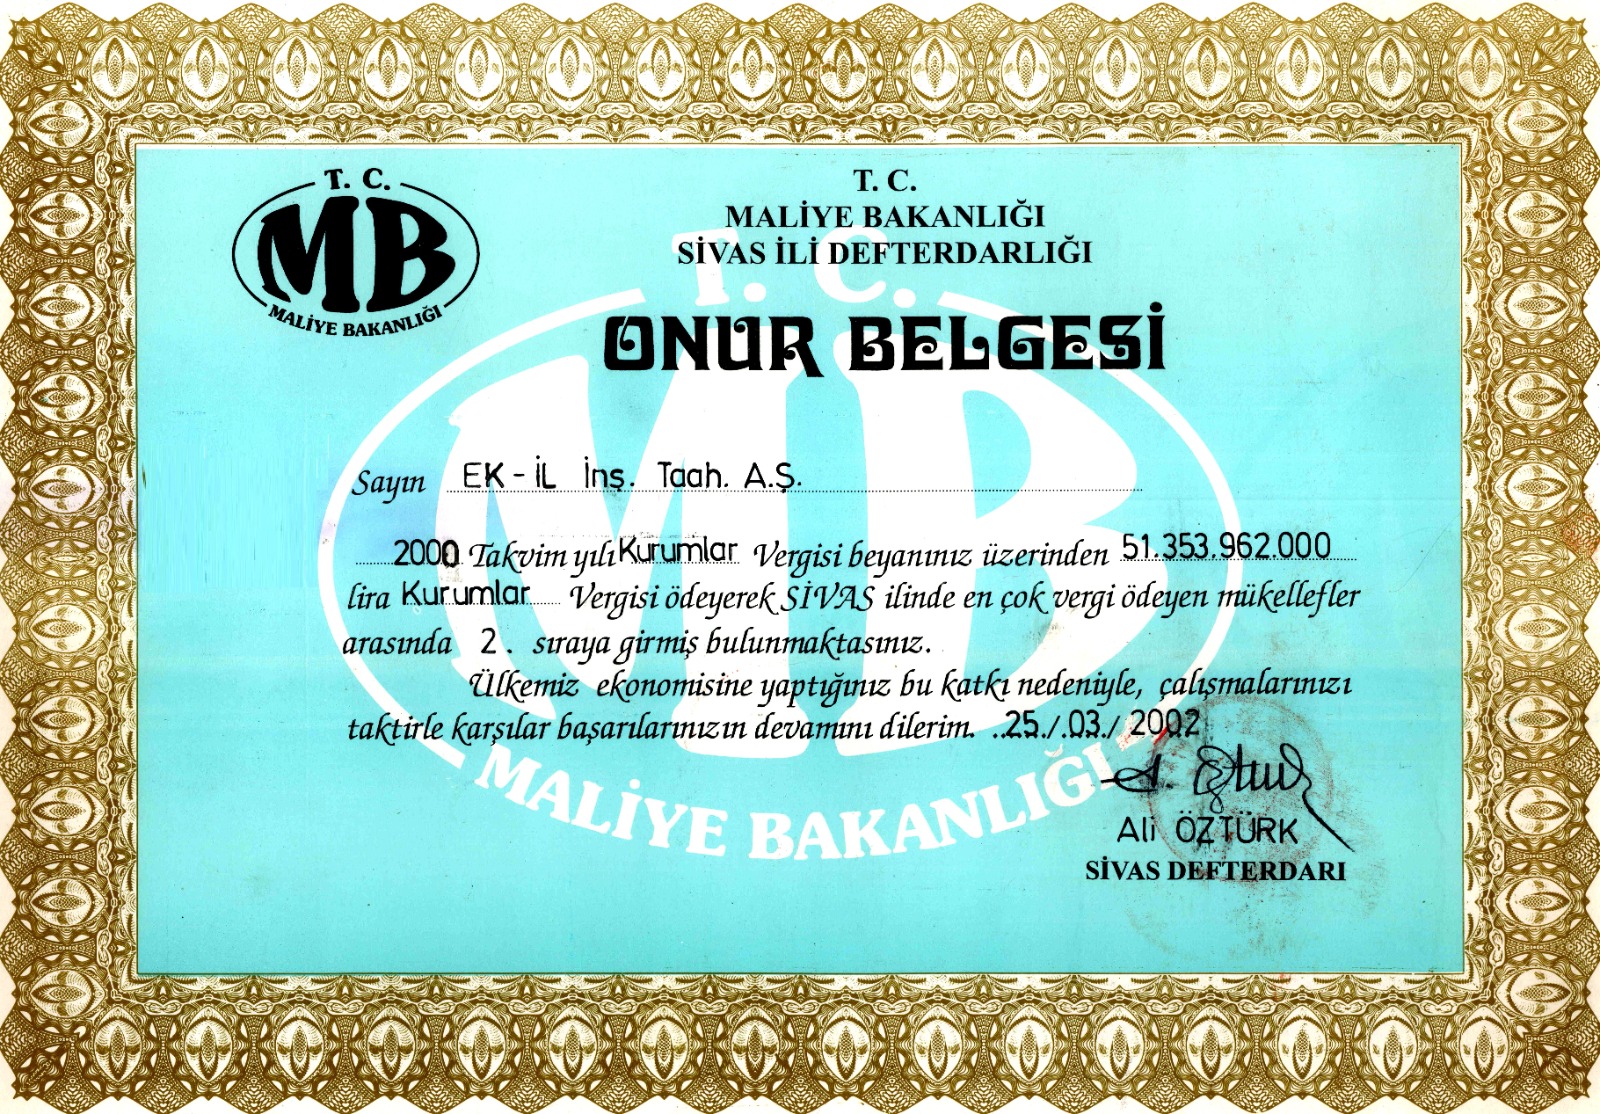 T. C.
MB
MALİYE BAKANLIĞI
T. C.
MALİYE BAKANLIĞI
SİVAS İLİ DEFTERDARLIĞI
T. C.
ONUR BELGESİ
MB
Sayın EK-İL İnş. Taah. A.Ş.
2000 Takvim yılı Kurumlar Vergisi beyanınız üzerinden 51.353.962.000
lira Kurumlar Vergisi ödeyerek SİVAS ilinde en çok vergi ödeyen mükellefler
arasında 2. sıraya girmiş bulunmaktasınız.
Ülkemiz ekonomisine yaptığınız bu katkı nedeniyle, çalışmalarınızı
taktirle karşılar başarılarınızın devamını dilerim. ..25./.03./ 2002
MALİYE BAKANLIĞI
A. Öztürk
Ali ÖZTÜRK
SİVAS DEFTERDARI